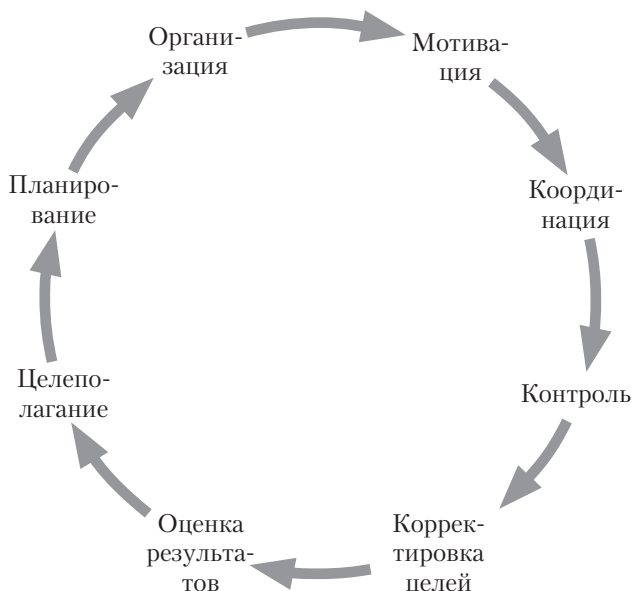 Органи-
зация
Мотива-
ция
Коорди-
нация
Контроль
Коррек-
тировка
целей
Оценка
результа-
тов
Целепо-
лагание
Планиро-
вание